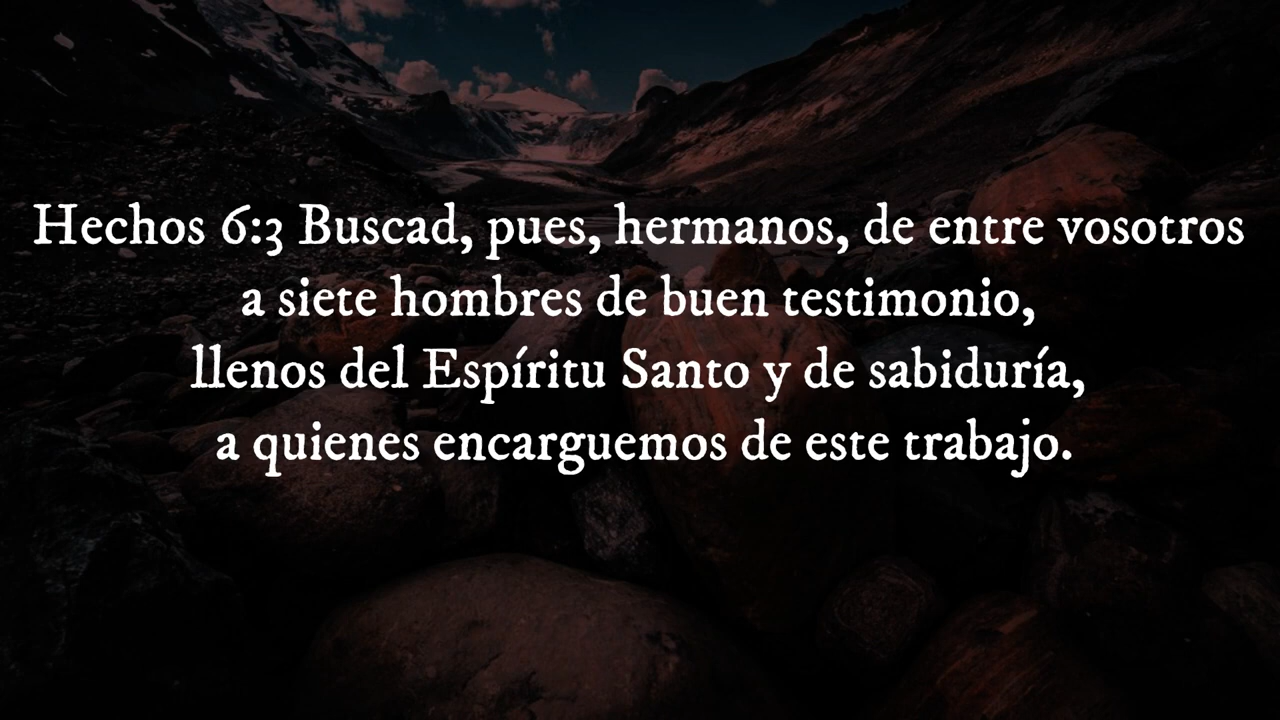 Hechos 6:3 Buscad, pues, hermanos, de entre vosotros
a siete hombres de buen testimonio,
llenos del Espíritu Santo y de sabiduría,
a quienes encarguemos de este trabajo.